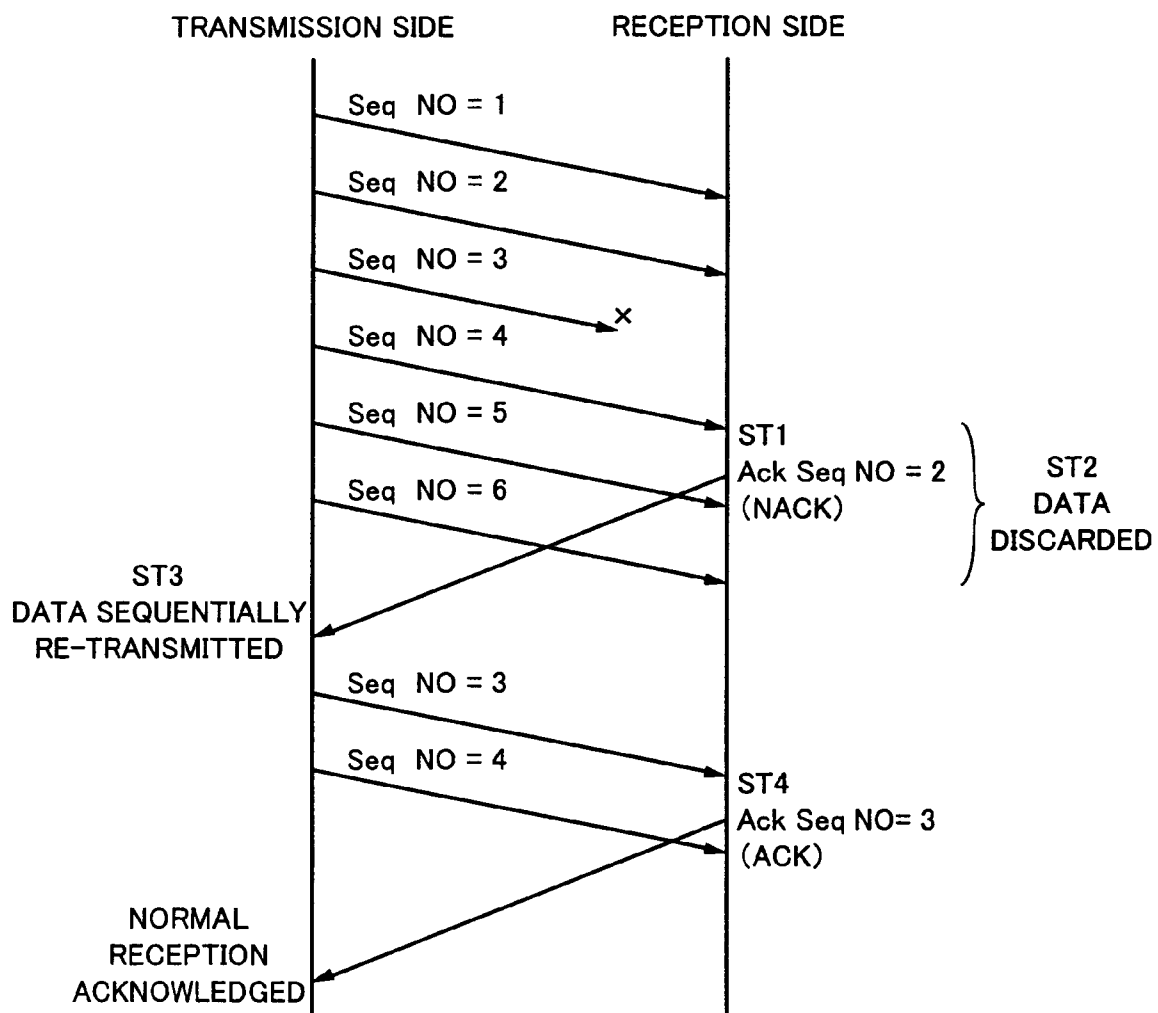 TRANSMISSION SIDE
RECEPTION SIDE
Seq NO = 1
Seq NO = 2
Seq NO = 3
×
Seq NO = 4
Seq NO = 5
ST1
Ack Seq NO = 2
(NACK)
ST2
DATA
DISCARDED
Seq NO = 6
ST3
DATA SEQUENTIALLY
RE-TRANSMITTED
Seq NO = 3
Seq NO = 4
ST4
Ack Seq NO= 3
(ACK)
NORMAL
RECEPTION
ACKNOWLEDGED